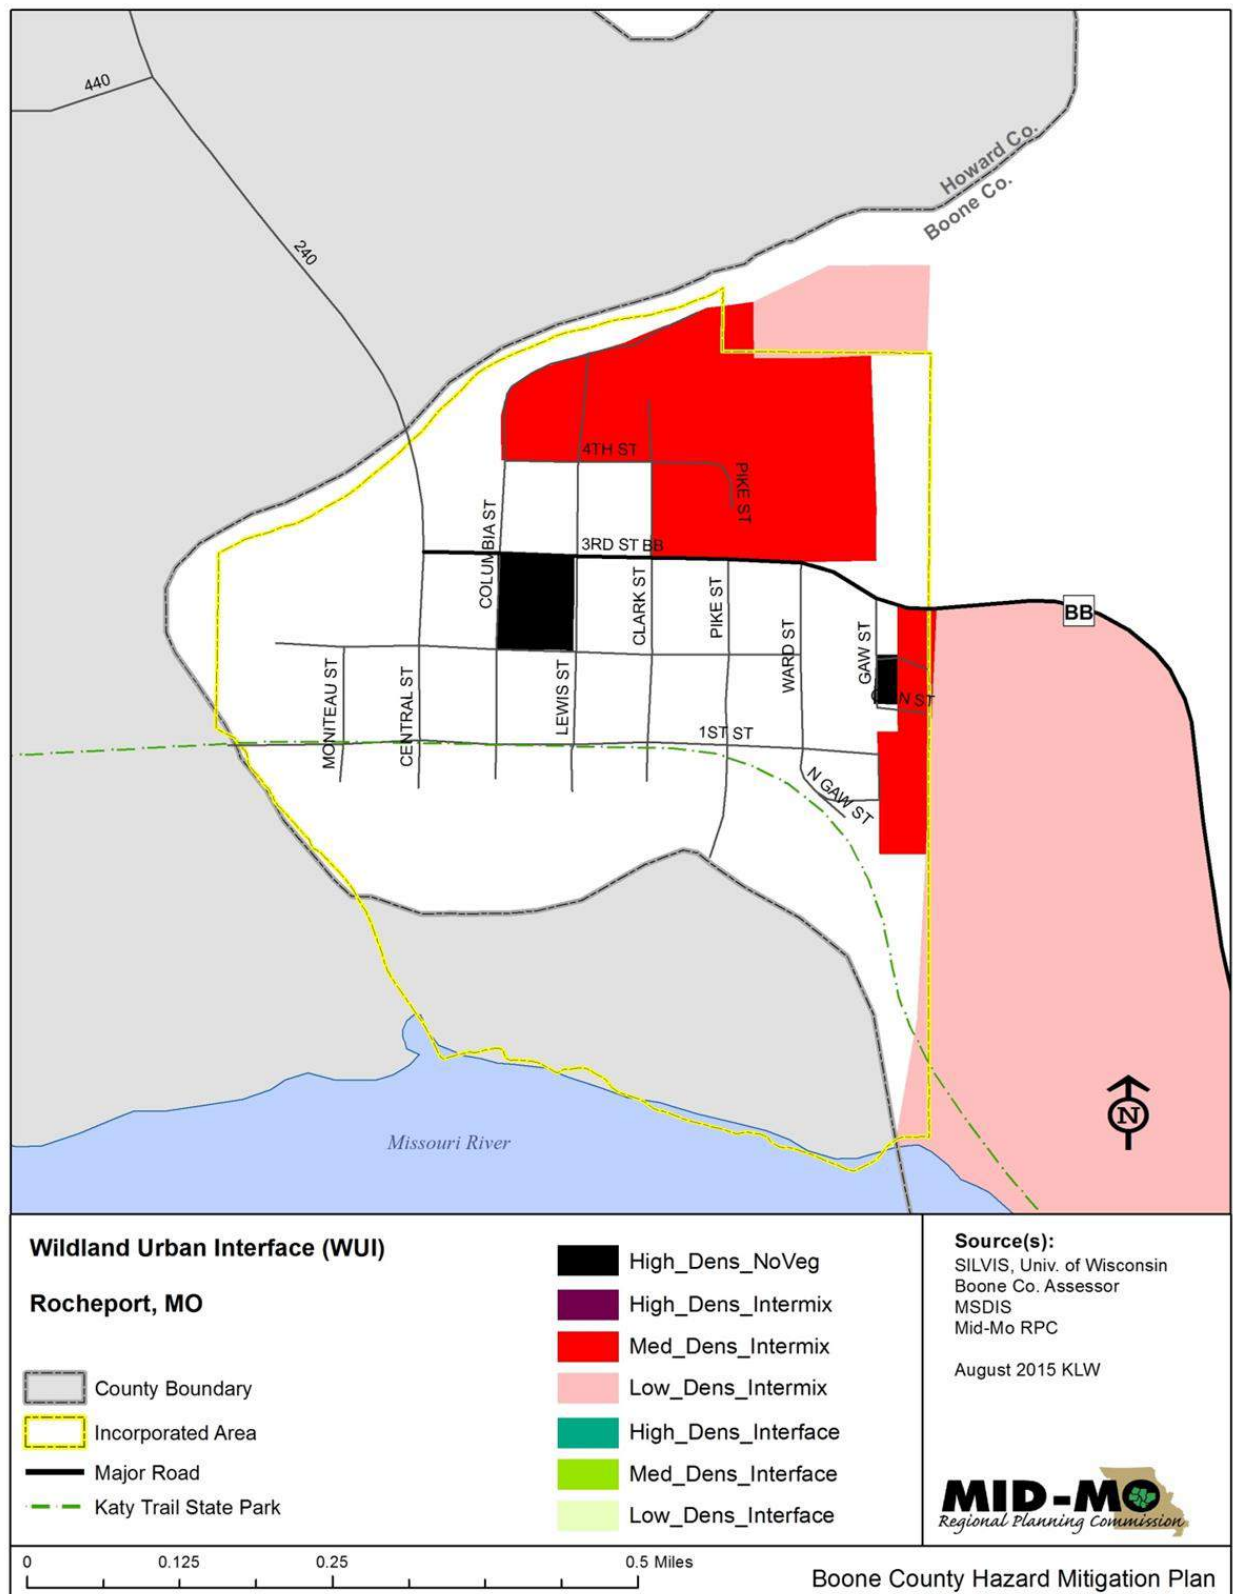 440
240
Howard Co.
Boone Co.
4TH ST
PIKE ST
COLUMBIA ST
3RD ST BB
CLARK ST
PIKE ST
WARD ST
GAW ST
BB
MONITEAU ST
CENTRAL ST
LEWIS ST
1ST ST
N ST
N GAW ST
N
Missouri River
Wildland Urban Interface (WUI)
Rocheport, MO
County Boundary
Incorporated Area
Major Road
Katy Trail State Park
High_Dens_NoVeg
High_Dens_Intermix
Med_Dens_Intermix
Low_Dens_Intermix
High_Dens_Interface
Med_Dens_Interface
Low_Dens_Interface
Source(s):
SILVIS, Univ. of Wisconsin
Boone Co. Assessor
MSDIS
Mid-Mo RPC
August 2015 KLW
MID-MO
Regional Planning Commission
0 0.125 0.25 0.5 Miles
Boone County Hazard Mitigation Plan